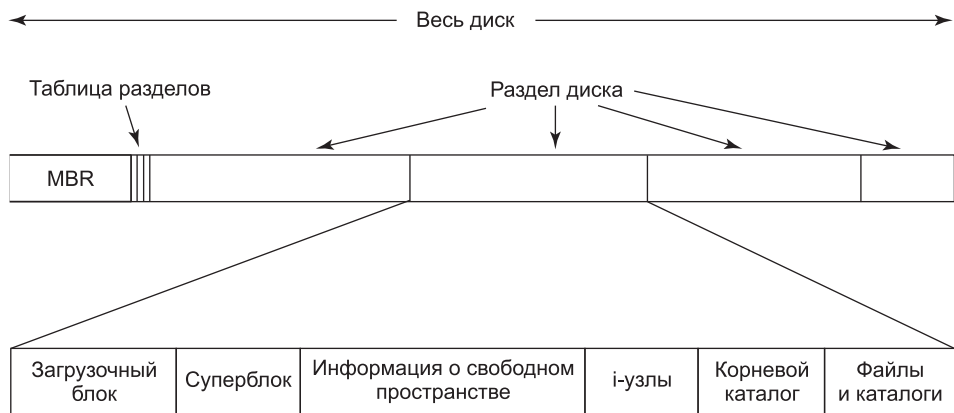 Весь диск
Таблица разделов
Раздел диска
MBR
Загрузочный
блок
Суперблок
Информация о свободном
пространстве
i-узлы
Корневой
каталог
Файлы
и каталоги